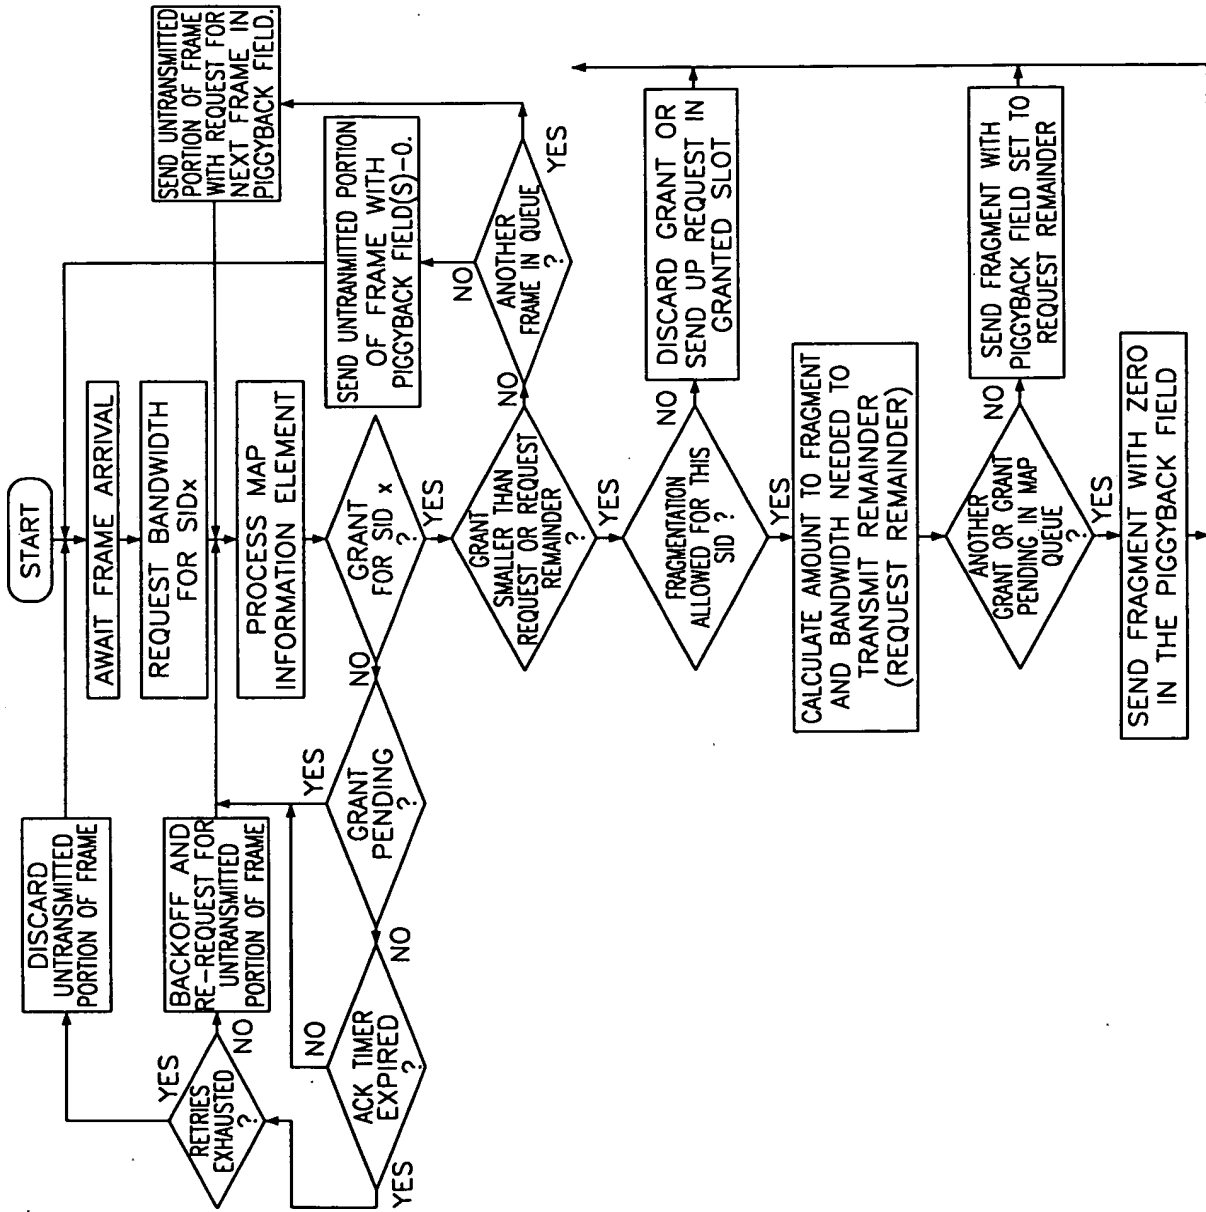 START
AWAIT FRAME ARRIVAL
REQUEST BANDWIDTH
FOR SIDx
PROCESS MAP
INFORMATION ELEMENT
GRANT
FOR SID x
?
NO
YES
GRANT
PENDING
?
YES
NO
ACK TIMER
EXPIRED
?
NO
YES
RETRIES
EXHAUSTED
?
YES
NO
DISCARD
UNTRANSMITTED
PORTION OF FRAME
BACKOFF AND
RE-REQUEST FOR
UNTRANSMITTED
PORTION OF FRAME
GRANT
SMALLER THAN
REQUEST OR REQUEST
REMAINDER
?
NO
YES
ANOTHER
FRAME IN QUEUE
?
NO
YES
SEND UNTRANMITTED PORTION
OF FRAME WITH
PIGGYBACK FIELD(S)-0.
SEND UNTRANSMITTED
PORTION OF FRAME
WITH REQUEST FOR
NEXT FRAME IN
PIGGYBACK FIELD.
FRAGMENTATION
ALLOWED FOR THIS
SID ?
NO
YES
DISCARD GRANT OR
SEND UP REQUEST IN
GRANTED SLOT
CALCULATE AMOUNT TO FRAGMENT
AND BANDWIDTH NEEDED TO
TRANSMIT REMAINDER
(REQUEST REMAINDER)
ANOTHER
GRANT OR GRANT
PENDING IN MAP
QUEUE
?
NO
YES
SEND FRAGMENT WITH
PIGGYBACK FIELD SET TO
REQUEST REMAINDER
SEND FRAGMENT WITH ZERO
IN THE PIGGYBACK FIELD